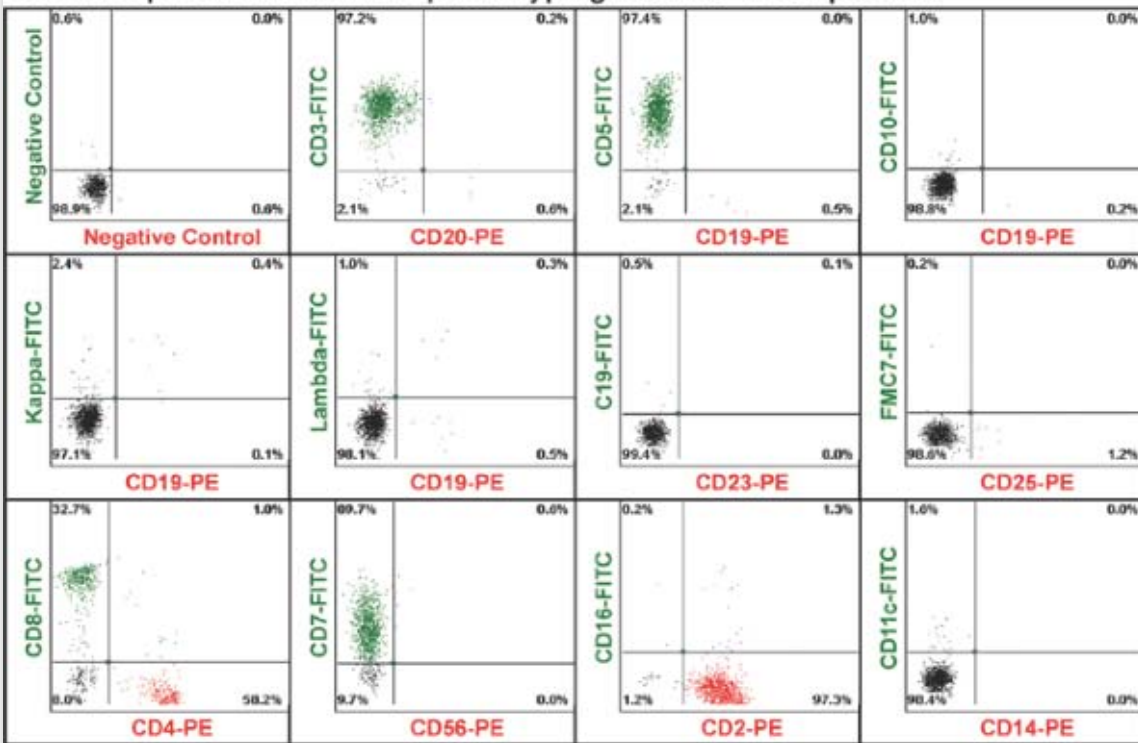 0.6%
0.0%
Negative Control
98.9%
0.6%
Negative Control
97.2%
0.2%
CD3-FITC
2.1%
0.6%
CD20-PE
97.4%
0.0%
CD5-FITC
2.1%
0.5%
CD19-PE
1.0%
0.0%
CD10-FITC
98.8%
0.2%
CD19-PE
2.4%
0.4%
Kappa-FITC
97.1%
0.1%
CD19-PE
1.0%
0.3%
Lambda-FITC
98.1%
0.5%
CD19-PE
0.5%
0.1%
C19-FITC
99.4%
0.0%
CD23-PE
0.2%
0.0%
FMC7-FITC
98.6%
1.2%
CD25-PE
32.7%
1.0%
CD8-FITC
8.0%
58.2%
CD4-PE
89.7%
0.6%
CD7-FITC
9.7%
0.0%
CD56-PE
0.2%
1.3%
CD16-FITC
1.2%
97.3%
CD2-PE
1.6%
0.0%
CD11c-FITC
98.4%
0.0%
CD14-PE